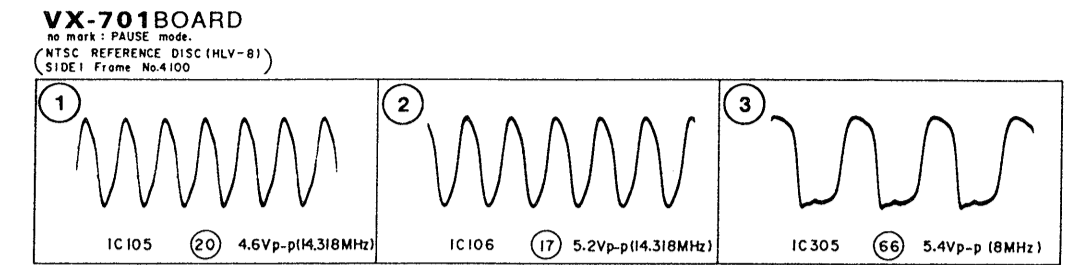 VX-701BOARD
no mark : PAUSE mode.
(NTSC REFERENCE DISC (HLV-8)
SIDE1 Frame No.4100)
1
2
3
IC105 20 4.6Vp-p(14.318MHz)
IC106 17 5.2Vp-p(14.318MHz)
IC305 66 5.4Vp-p (8MHz)